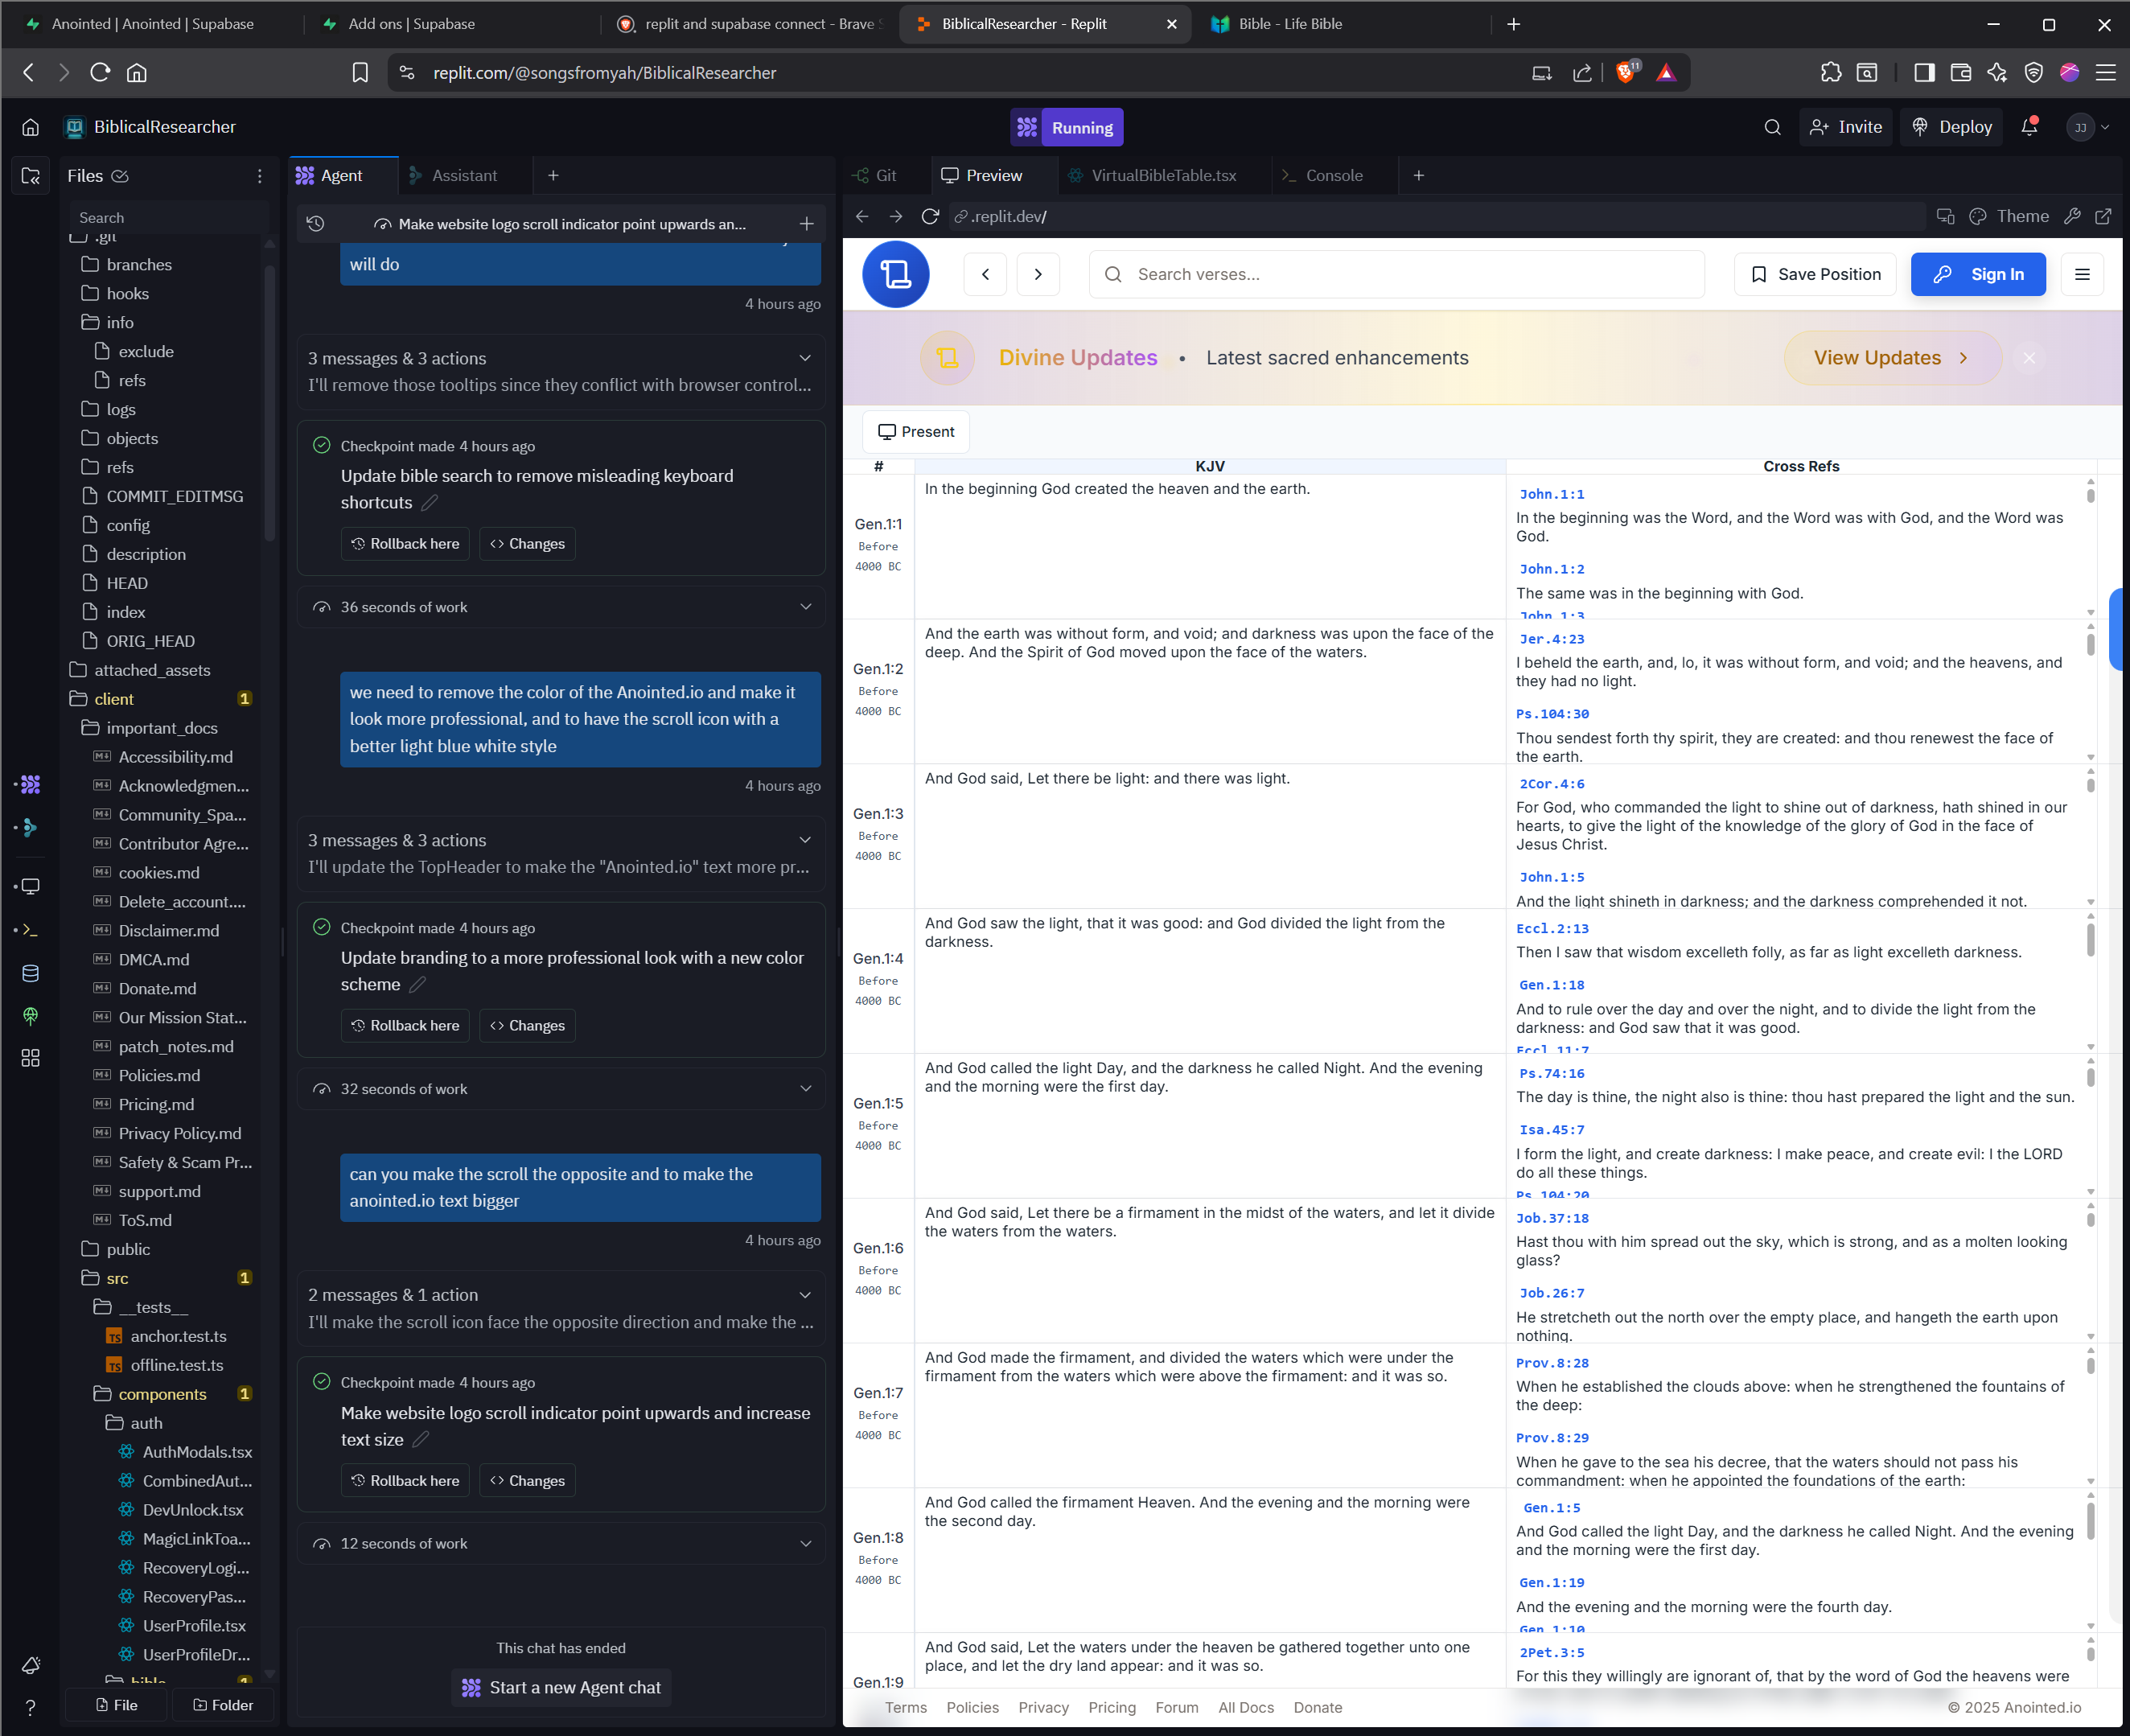 Anointed | Anointed | Supabase
Add ons | Supabase
replit and supabase connect - Brave S
BiblicalResearcher - Replit
Bible - Life Bible
replit.com/@songsfromyah/BiblicalResearcher
11
BiblicalResearcher
Running
Invite
Deploy
JJ
Files
Search
.git
branches
hooks
info
exclude
refs
logs
objects
refs
COMMIT_EDITMSG
config
description
HEAD
index
ORIG_HEAD
attached_assets
client 1
important_docs
Accessibility.md
Acknowledgmen...
Community_Spa...
Contributor Agre...
cookies.md
Delete_account....
Disclaimer.md
DMCA.md
Donate.md
Our Mission Stat...
patch_notes.md
Policies.md
Pricing.md
Privacy Policy.md
Safety & Scam Pr...
support.md
ToS.md
public
src 1
__tests__
anchor.test.ts
offline.test.ts
components 1
auth
AuthModals.tsx
CombinedAut...
DevUnlock.tsx
MagicLinkToa...
RecoveryLogi...
RecoveryPas...
UserProfile.tsx
UserProfileDr...
bible 1
File
Folder
Agent
Assistant
Make website logo scroll indicator point upwards an...
will do
4 hours ago
3 messages & 3 actions
I'll remove those tooltips since they conflict with browser control...
Checkpoint made 4 hours ago
Update bible search to remove misleading keyboard
shortcuts
Rollback here
Changes
36 seconds of work
we need to remove the color of the Anointed.io and make it
look more professional, and to have the scroll icon with a
better light blue white style
4 hours ago
3 messages & 3 actions
I'll update the TopHeader to make the "Anointed.io" text more pr...
Checkpoint made 4 hours ago
Update branding to a more professional look with a new color
scheme
Rollback here
Changes
32 seconds of work
can you make the scroll the opposite and to make the
anointed.io text bigger
4 hours ago
2 messages & 1 action
I'll make the scroll icon face the opposite direction and make the ...
Checkpoint made 4 hours ago
Make website logo scroll indicator point upwards and increase
text size
Rollback here
Changes
12 seconds of work
This chat has ended
Start a new Agent chat
Git
Preview
VirtualBibleTable.tsx
Console
.replit.dev/
Theme
Search verses...
Save Position
Sign In
Divine Updates • Latest sacred enhancements
View Updates
Present
# KJV Cross Refs
Gen.1:1
Before
4000 BC
In the beginning God created the heaven and the earth.
John.1:1
In the beginning was the Word, and the Word was with God, and the Word was
God.
John.1:2
The same was in the beginning with God.
John.1:3
Gen.1:2
Before
4000 BC
And the earth was without form, and void; and darkness was upon the face of the
deep. And the Spirit of God moved upon the face of the waters.
Jer.4:23
I beheld the earth, and, lo, it was without form, and void; and the heavens, and
they had no light.
Ps.104:30
Thou sendest forth thy spirit, they are created: and thou renewest the face of
the earth.
Gen.1:3
Before
4000 BC
And God said, Let there be light: and there was light.
2Cor.4:6
For God, who commanded the light to shine out of darkness, hath shined in our
hearts, to give the light of the knowledge of the glory of God in the face of
Jesus Christ.
John.1:5
And the light shineth in darkness; and the darkness comprehended it not.
Gen.1:4
Before
4000 BC
And God saw the light, that it was good: and God divided the light from the
darkness.
Eccl.2:13
Then I saw that wisdom excelleth folly, as far as light excelleth darkness.
Gen.1:18
And to rule over the day and over the night, and to divide the light from the
darkness: and God saw that it was good.
Eccl.11:7
Gen.1:5
Before
4000 BC
And God called the light Day, and the darkness he called Night. And the evening
and the morning were the first day.
Ps.74:16
The day is thine, the night also is thine: thou hast prepared the light and the sun.
Isa.45:7
I form the light, and create darkness: I make peace, and create evil: I the LORD
do all these things.
Ps.104:20
Gen.1:6
Before
4000 BC
And God said, Let there be a firmament in the midst of the waters, and let it divide
the waters from the waters.
Job.37:18
Hast thou with him spread out the sky, which is strong, and as a molten looking
glass?
Job.26:7
He stretcheth out the north over the empty place, and hangeth the earth upon
nothing.
Gen.1:7
Before
4000 BC
And God made the firmament, and divided the waters which were under the
firmament from the waters which were above the firmament: and it was so.
Prov.8:28
When he established the clouds above: when he strengthened the fountains of
the deep:
Prov.8:29
When he gave to the sea his decree, that the waters should not pass his
commandment: when he appointed the foundations of the earth:
Gen.1:8
Before
4000 BC
And God called the firmament Heaven. And the evening and the morning were
the second day.
Gen.1:5
And God called the light Day, and the darkness he called Night. And the evening
and the morning were the first day.
Gen.1:19
And the evening and the morning were the fourth day.
Gen.1:10
Gen.1:9
And God said, Let the waters under the heaven be gathered together unto one
place, and let the dry land appear: and it was so.
2Pet.3:5
For this they willingly are ignorant of, that by the word of God the heavens were
Terms
Policies
Privacy
Pricing
Forum
All Docs
Donate
© 2025 Anointed.io